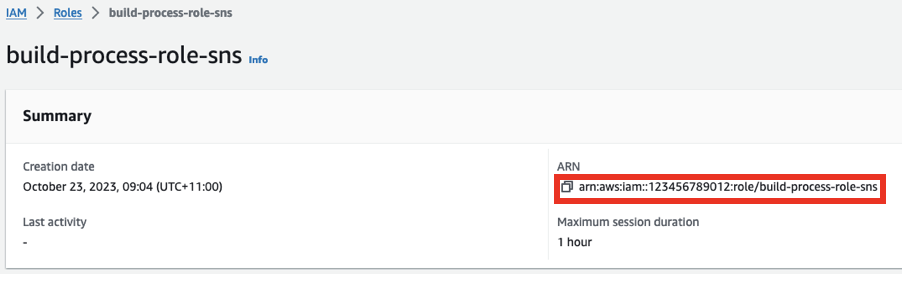 IAM > Roles > build-process-role-sns
build-process-role-sns Info
Summary
Creation date
October 23, 2023, 09:04 (UTC+11:00)
Last activity
-
ARN
arn:aws:iam::123456789012:role/build-process-role-sns
Maximum session duration
1 hour